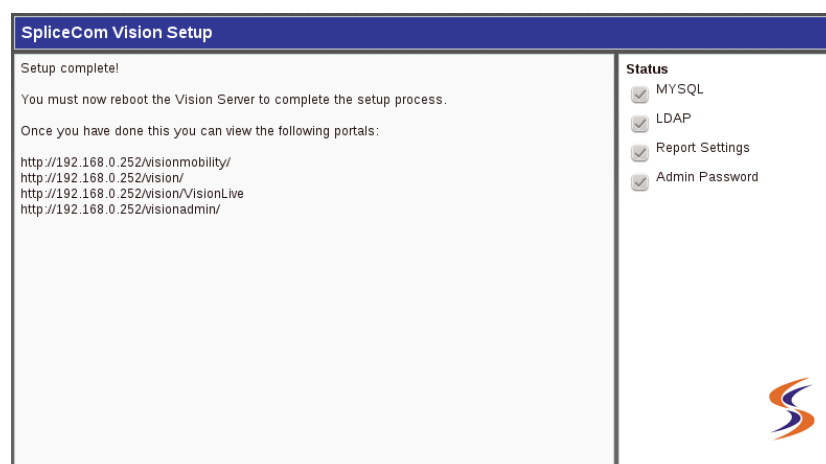 SpliceCom Vision Setup
Setup complete!
You must now reboot the Vision Server to complete the setup process.
Once you have done this you can view the following portals:
http://192.168.0.252/visionmobility/
http://192.168.0.252/vision/
http://192.168.0.252/vision/VisionLive
http://192.168.0.252/visionadmin/
Status
MYSQL
LDAP
Report Settings
Admin Password